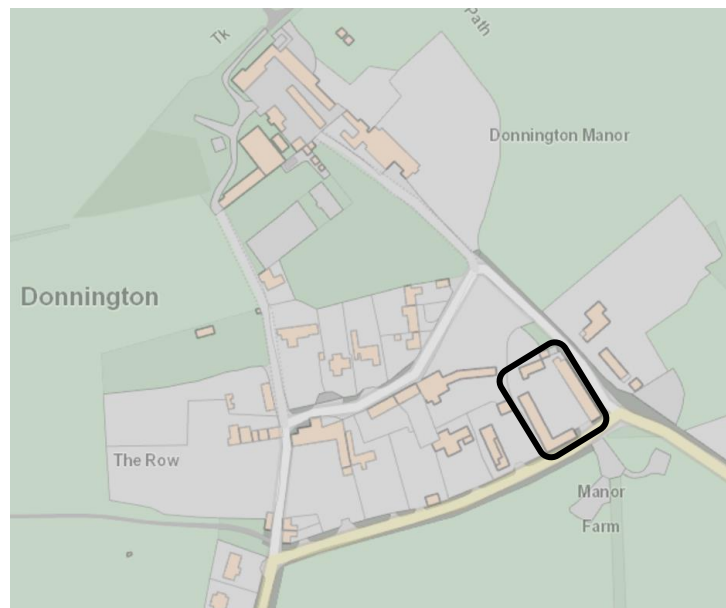 Tk
Path
Donnington Manor
Donnington
The Row
Manor
Farm